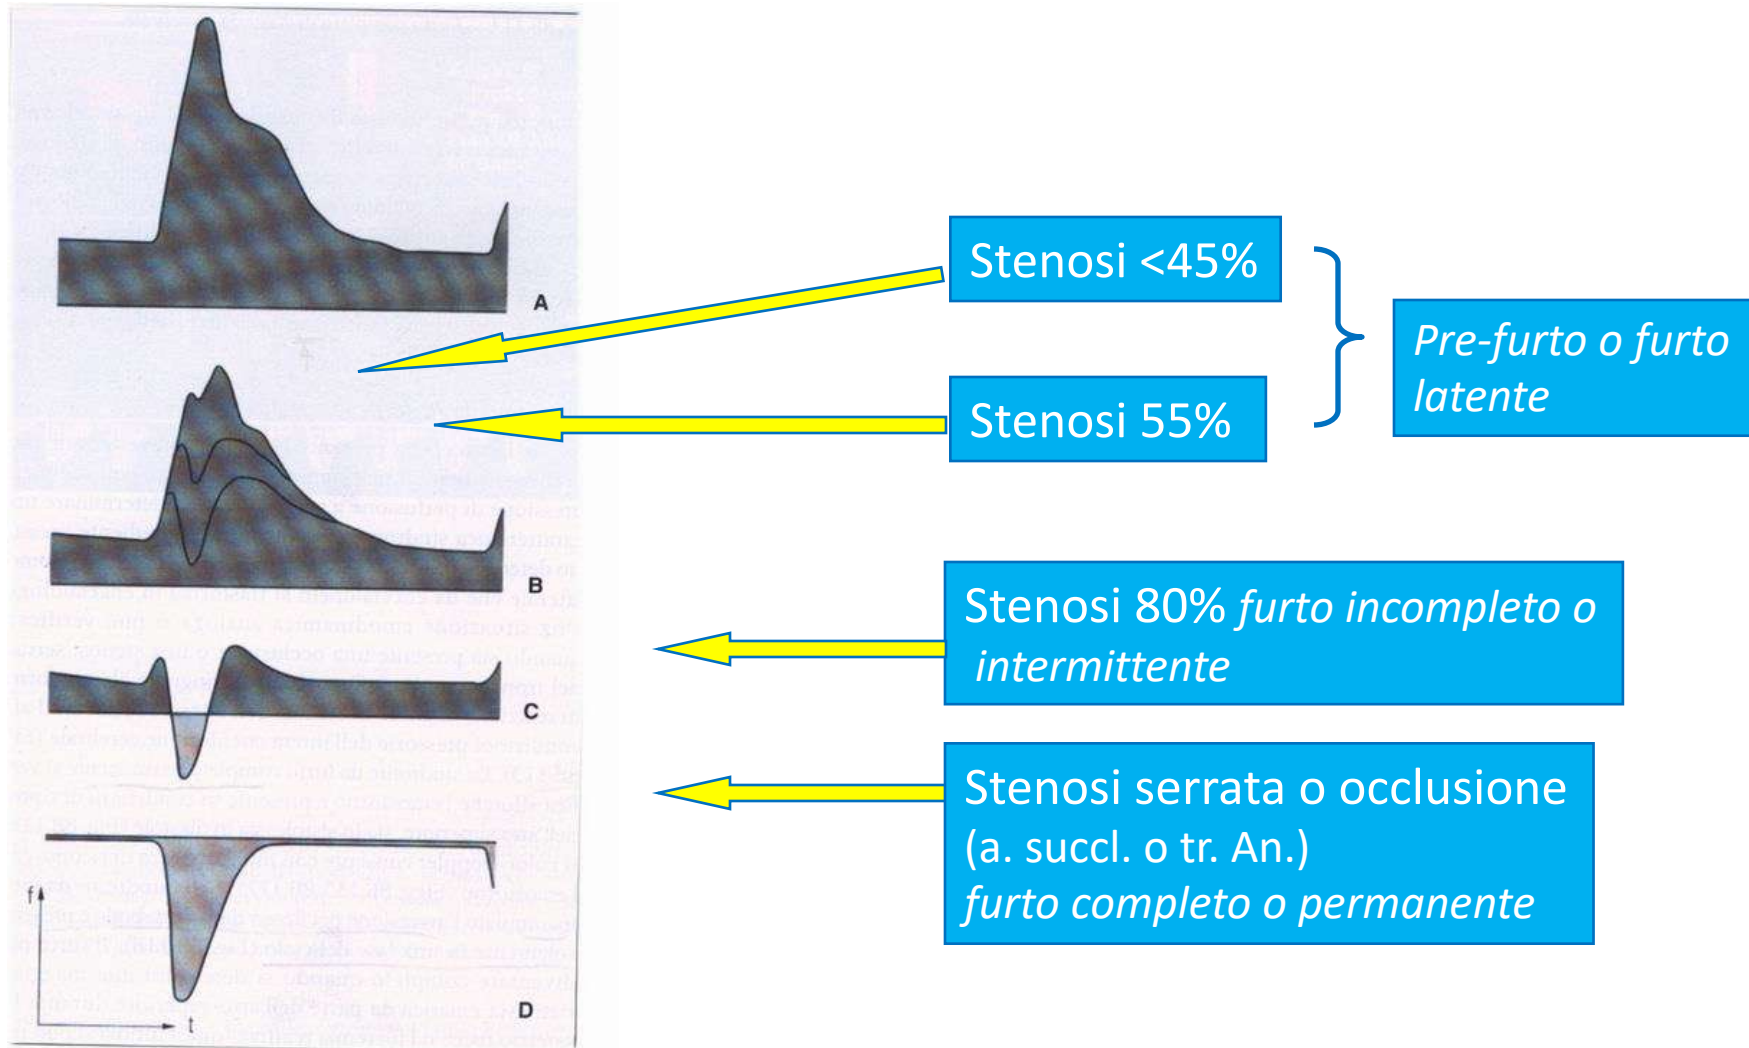 A
B
C
D
f
t
Stenosi <45%
Stenosi 55%
Pre-furto o furto
latente
Stenosi 80% furto incompleto o
intermittente
Stenosi serrata o occlusione
(a. succl. o tr. An.)
furto completo o permanente